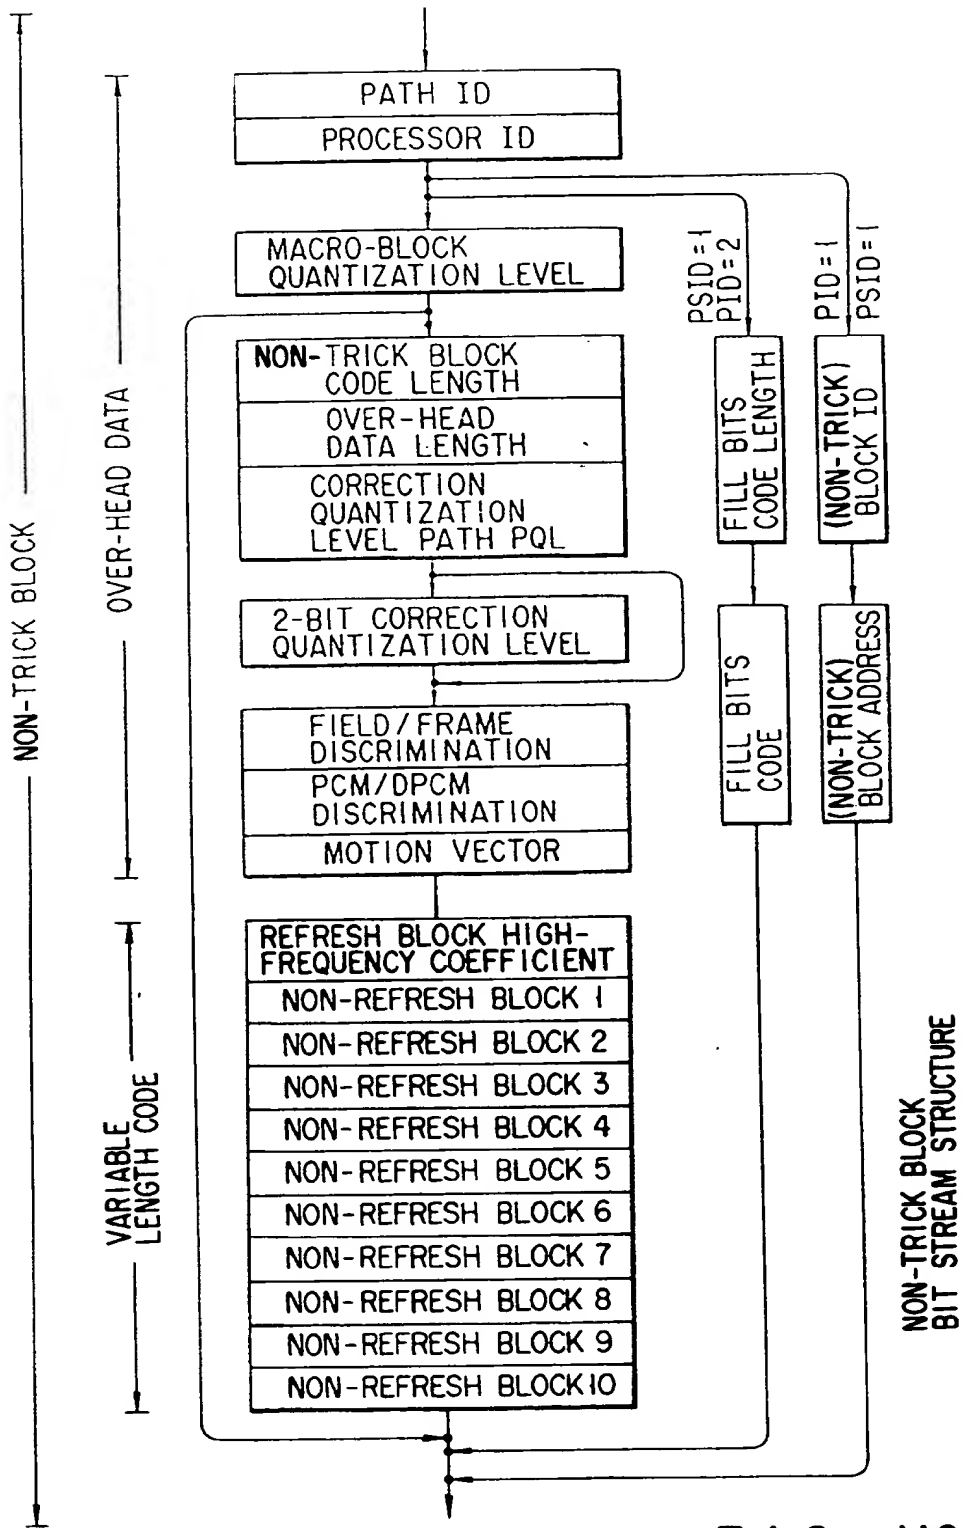 PATH ID
PROCESSOR ID
MACRO-BLOCK
QUANTIZATION LEVEL
NON-TRICK BLOCK
CODE LENGTH
OVER-HEAD
DATA LENGTH
CORRECTION
QUANTIZATION
LEVEL PATH PQL
2-BIT CORRECTION
QUANTIZATION LEVEL
FIELD/FRAME
DISCRIMINATION
PCM/DPCM
DISCRIMINATION
MOTION VECTOR
REFRESH BLOCK HIGH-
FREQUENCY COEFFICIENT
NON-REFRESH BLOCK 1
NON-REFRESH BLOCK 2
NON-REFRESH BLOCK 3
NON-REFRESH BLOCK 4
NON-REFRESH BLOCK 5
NON-REFRESH BLOCK 6
NON-REFRESH BLOCK 7
NON-REFRESH BLOCK 8
NON-REFRESH BLOCK 9
NON-REFRESH BLOCK 10
NON-TRICK BLOCK
OVER-HEAD DATA
VARIABLE
LENGTH CODE
PSID=1
PID=2
FILL BITS
CODE LENGTH
FILL BITS
CODE
PID=1
PSID=1
(NON-TRICK)
BLOCK ID
(NON-TRICK)
BLOCK ADDRESS
NON-TRICK BLOCK
BIT STREAM STRUCTURE